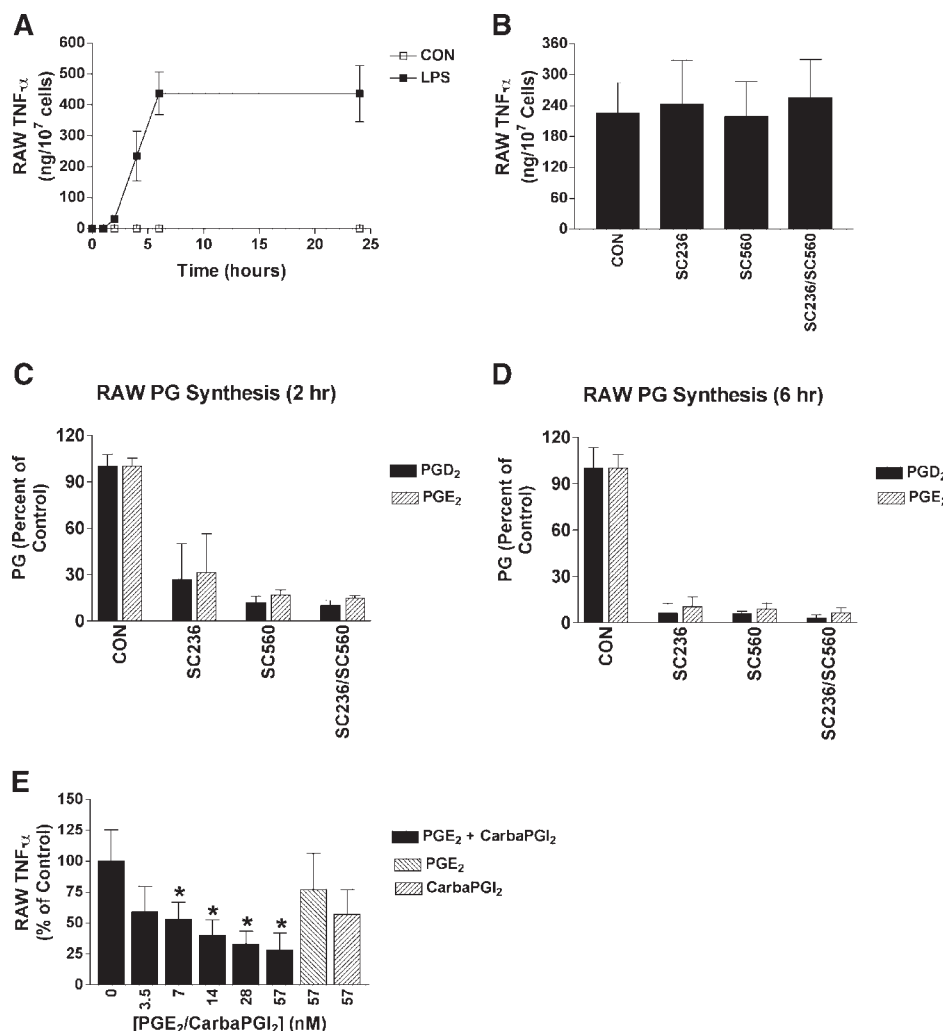 A
RAW TNF-α
(ng/10⁷ cells)
600
500
400
300
200
100
0
0 5 10 15 20 25
Time (hours)
CON
LPS
B
RAW TNF-α
(ng/10⁷ Cells)
360
300
240
180
120
60
0
CON
SC236
SC560
SC236/SC560
C
RAW PG Synthesis (2 hr)
PG (Percent of
Control)
120
90
60
30
0
CON
SC236
SC560
SC236/SC560
PGD₂
PGE₂
D
RAW PG Synthesis (6 hr)
PG (Percent of
Control)
120
90
60
30
0
CON
SC236
SC560
SC236/SC560
PGD₂
PGE₂
E
RAW TNF-α
(% of Control)
150
125
100
75
50
25
0
* * * *
0 3.5 7 14 28 57 57 57
[PGE₂/CarbaPGI₂] (nM)
PGE₂ + CarbaPGI₂
PGE₂
CarbaPGI₂